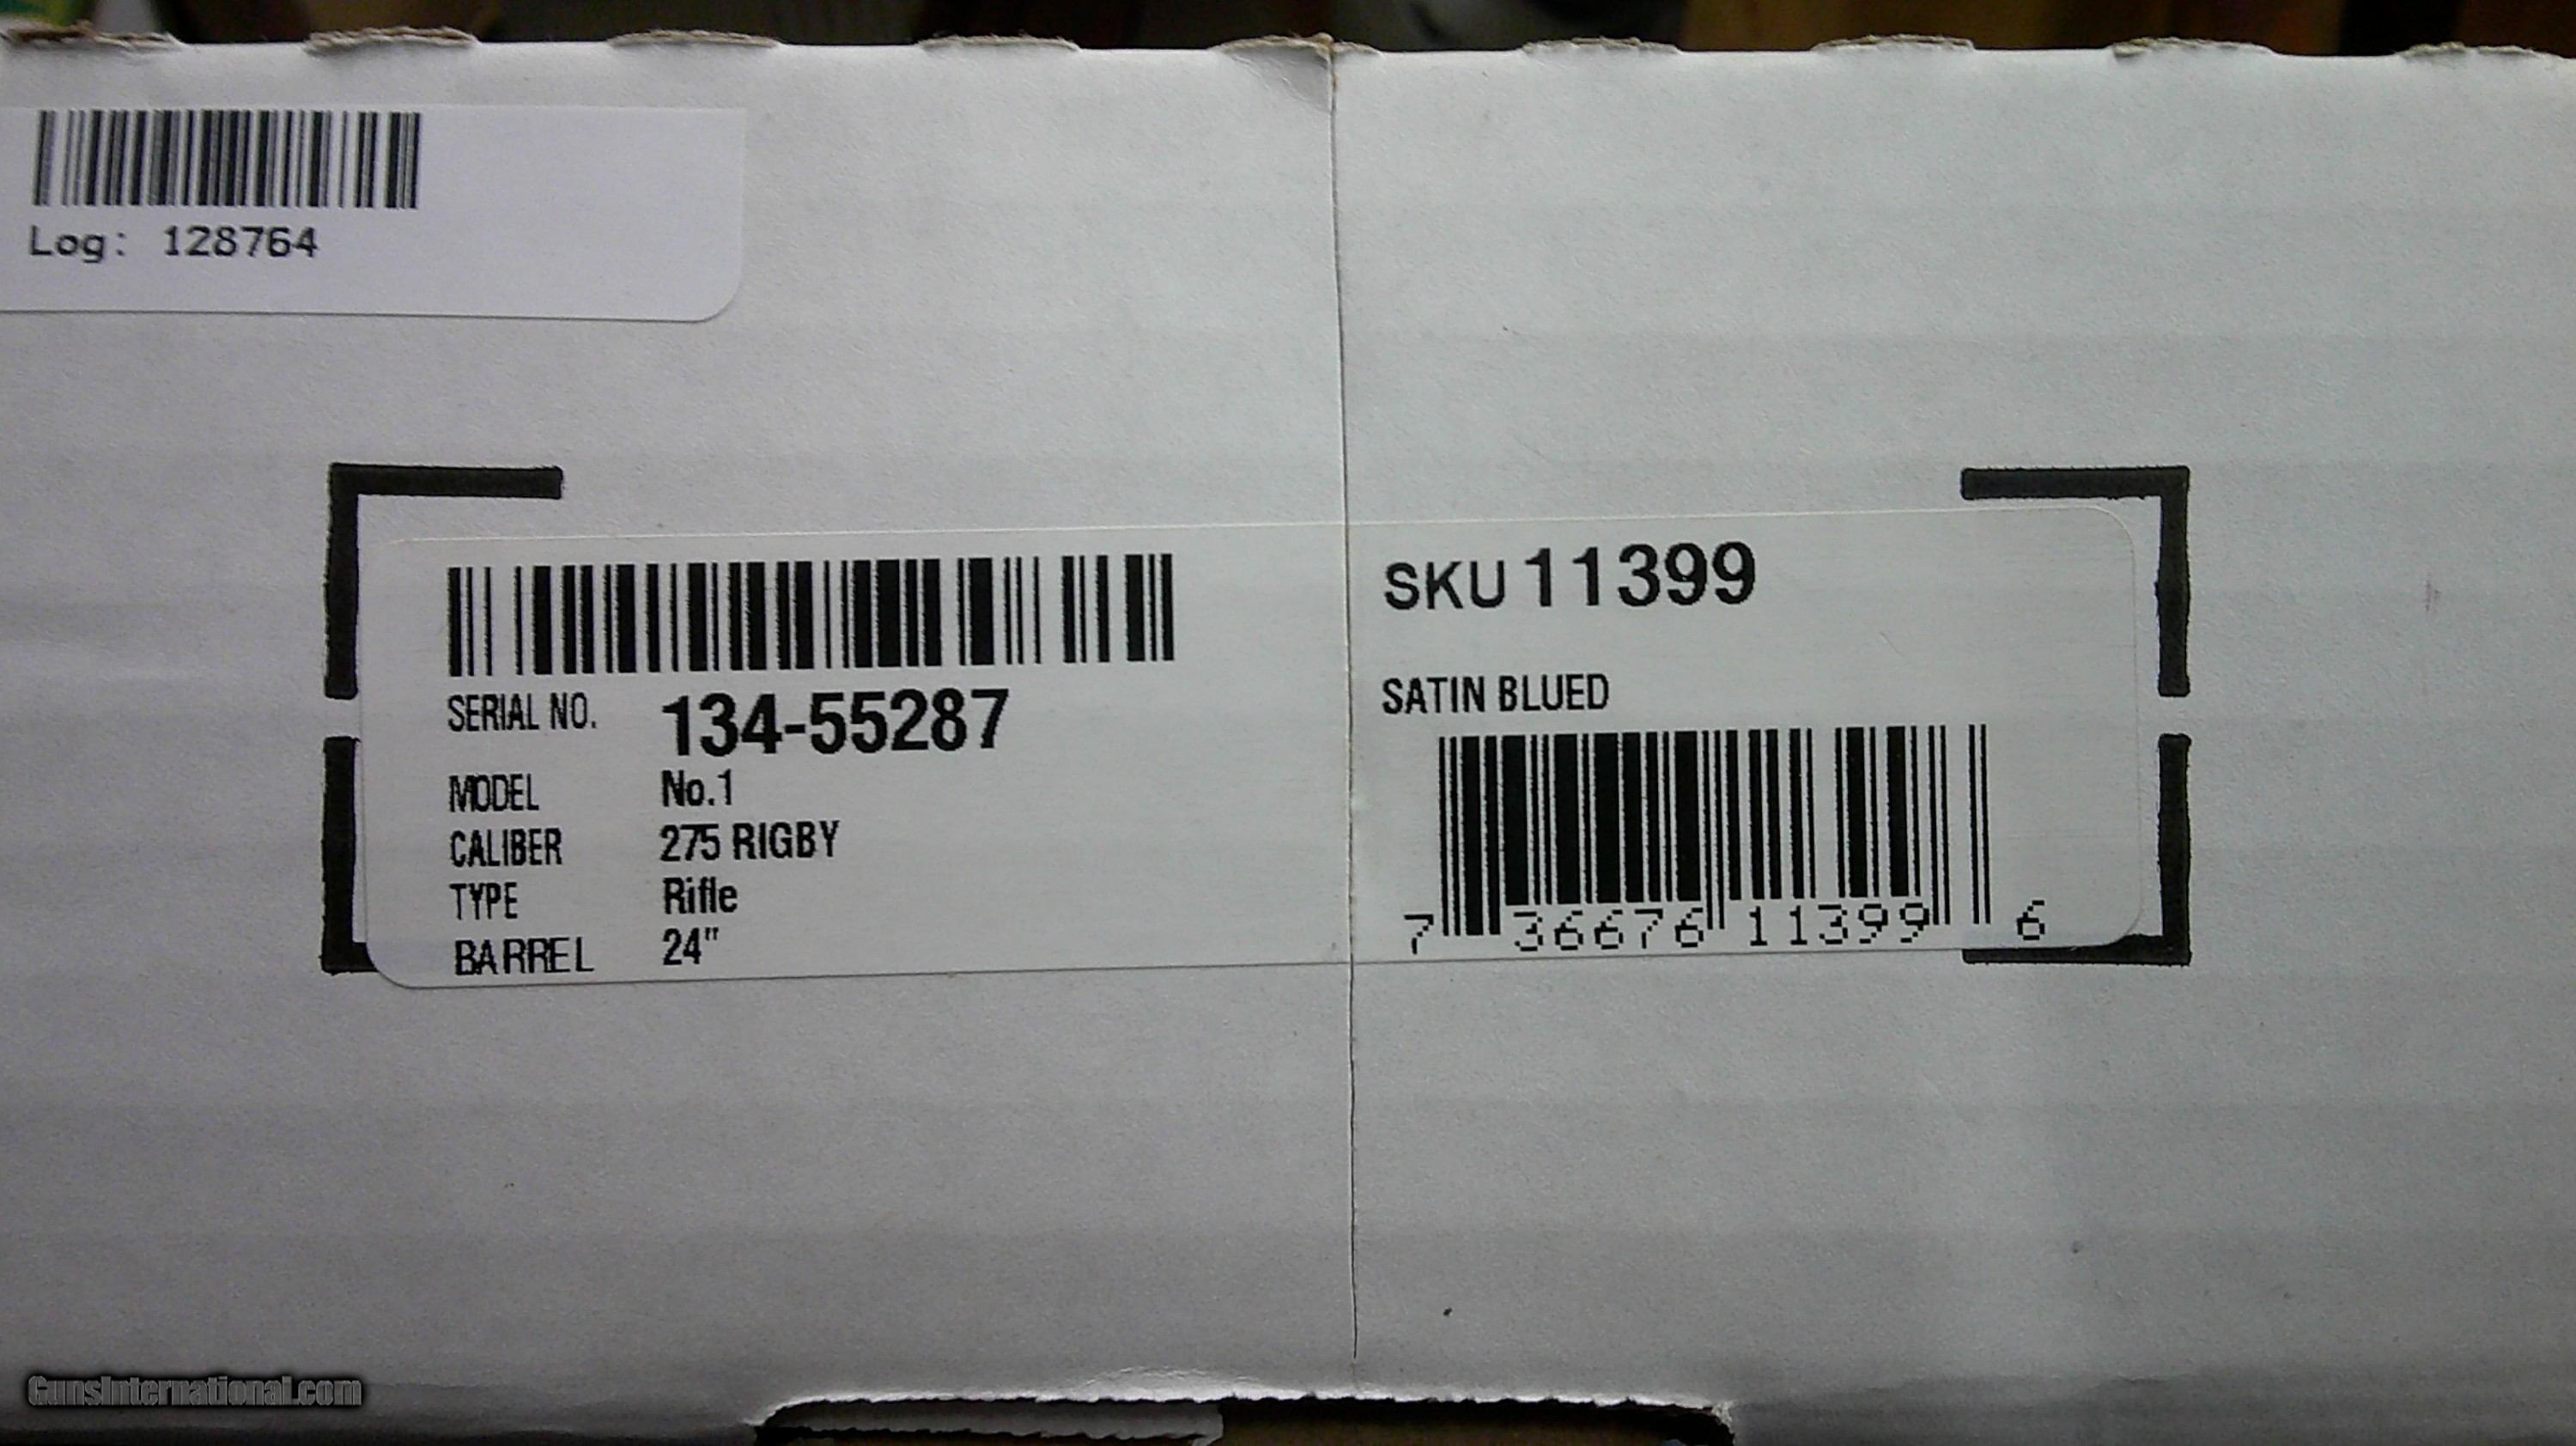 Log: 128764
SERIAL NO. 134-55287
MODEL No.1
CALIBER 275 RIGBY
TYPE Rifle
BARREL 24"
SKU 11399
SATIN BLUED
7 36676 11399 6
GunsInternational.com